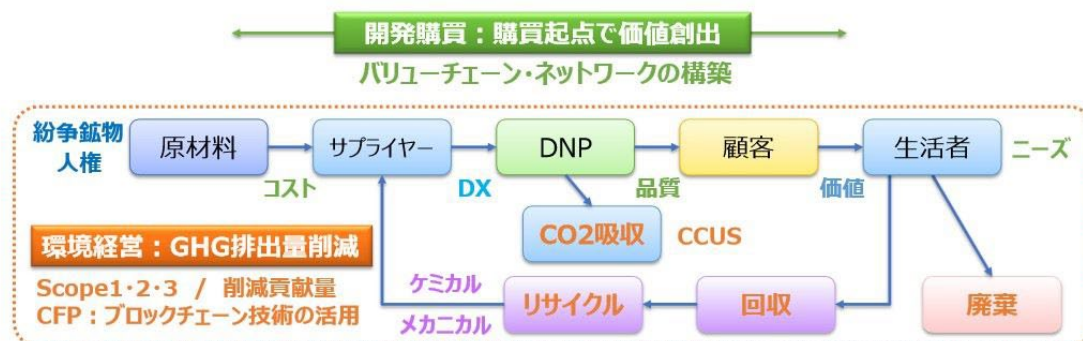 開発購買：購買起点で価値創出
バリューチェーン・ネットワークの構築
紛争鉱物
人権
原材料
サプライヤー
DNP
顧客
生活者
ニーズ
コスト
DX
品質
価値
CO2吸収
CCUS
環境経営：GHG排出量削減
Scope1・2・3 / 削減貢献量
CFP：ブロックチェーン技術の活用
ケミカル
メカニカル
リサイクル
回収
廃棄